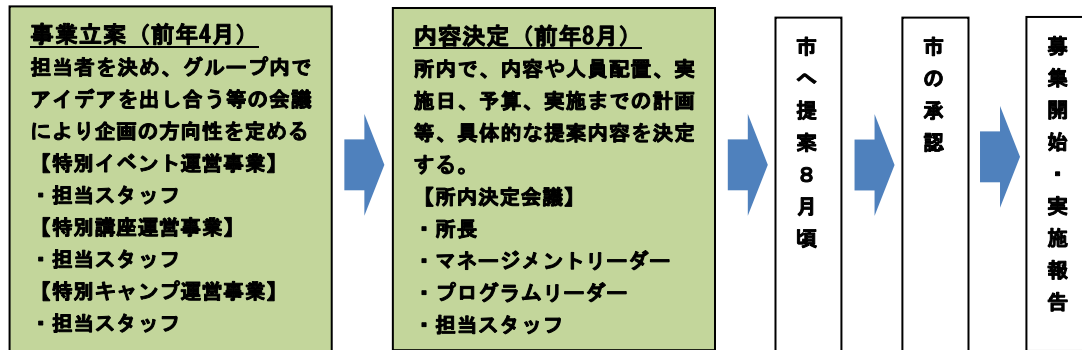 事業立案（前年4月）
担当者を決め、グループ内で
アイデアを出し合う等の会議
により企画の方向性を定める
【特別イベント運営事業】
・担当スタッフ
【特別講座運営事業】
・担当スタッフ
【特別キャンプ運営事業】
・担当スタッフ
内容決定（前年8月）
所内で、内容や人員配置、実
施日、予算、実施までの計画
等、具体的な提案内容を決定
する。
【所内決定会議】
・所長
・マネージメントリーダー
・プログラムリーダー
・担当スタッフ
市へ提案８月頃
市の承認
募集開始・実施報告